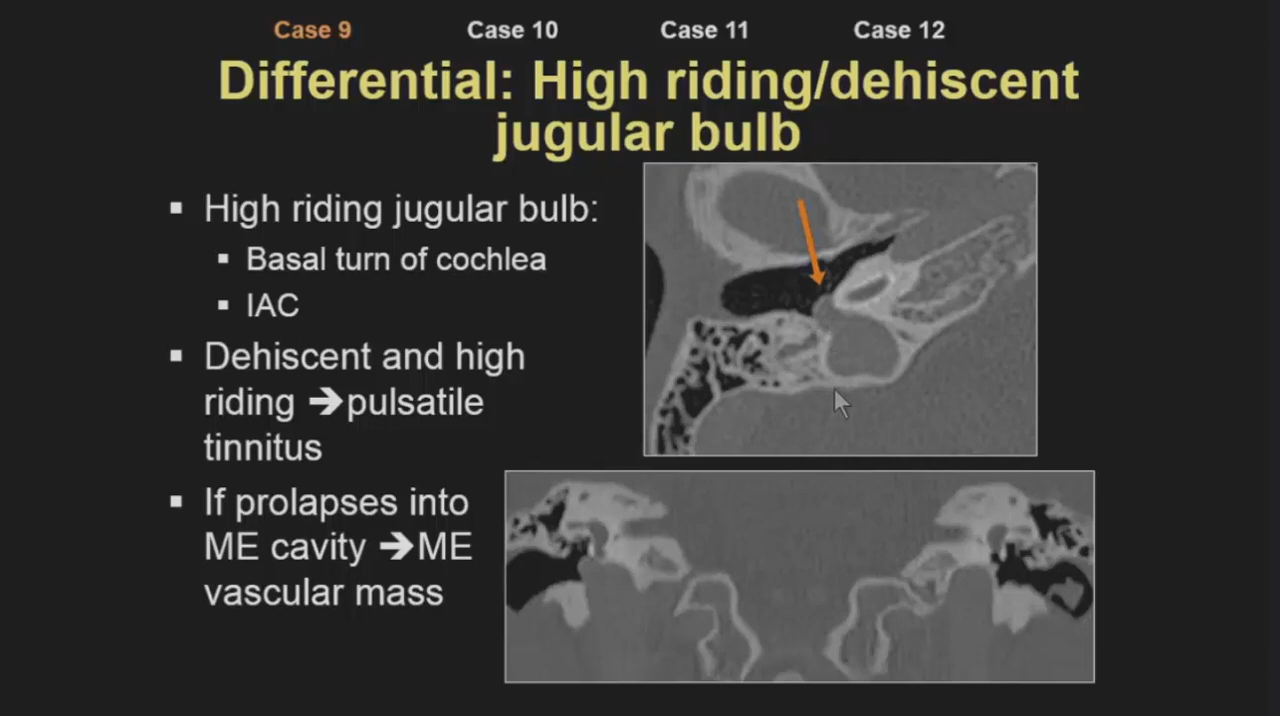 Case 9 Case 10 Case 11 Case 12
Differential: High riding/dehiscent
jugular bulb
▪ High riding jugular bulb:
▪ Basal turn of cochlea
▪ IAC
▪ Dehiscent and high
riding ➔pulsatile
tinnitus
▪ If prolapses into
ME cavity ➔ME
vascular mass